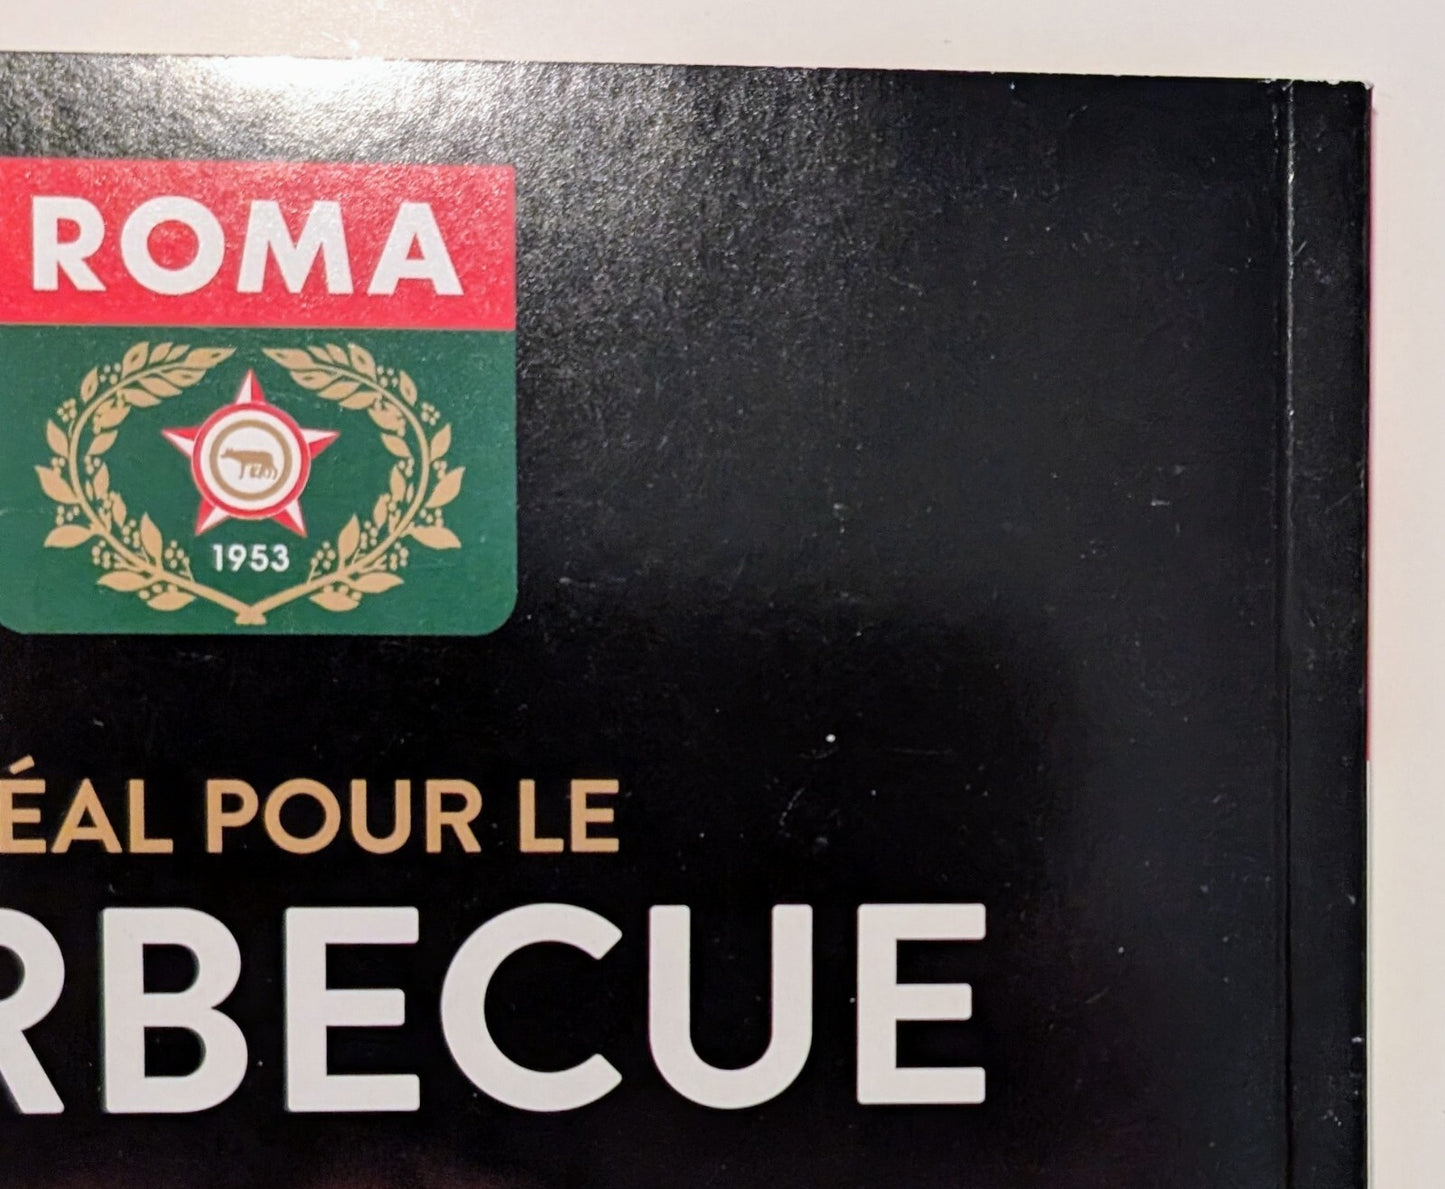 ROMA
1953
ÉAL POUR LE
RBECUE